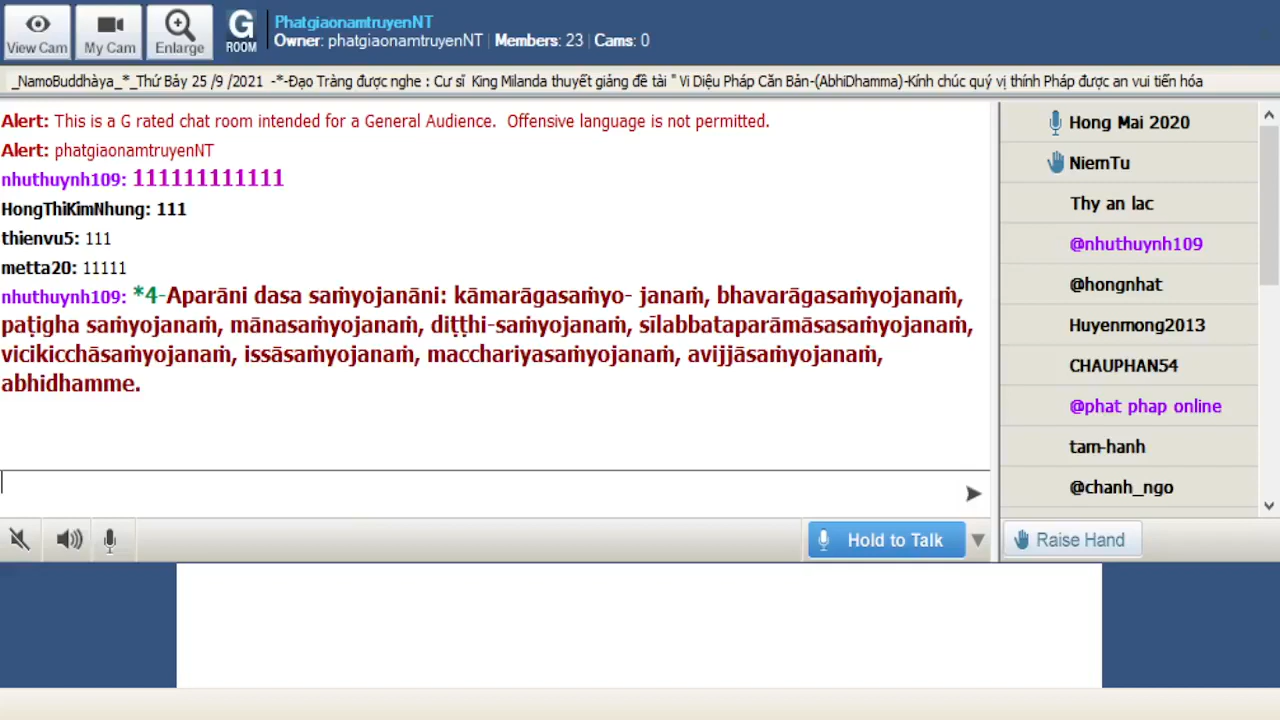 View Cam
My Cam
Enlarge
G
ROOM
PhatgiaonamtruyenNT
Owner: phatgiaonamtruyenNT | Members: 23 | Cams: 0
_NamoBuddhàya_*_Thứ Bảy 25 /9 /2021 -*-Đạo Tràng được nghe : Cư sĩ King Milanda thuyết giảng đề tài " Vi Diệu Pháp Căn Bản-(AbhiDhamma)-Kính chúc quý vị thính Pháp được an vui tiến hóa
Alert: This is a G rated chat room intended for a General Audience. Offensive language is not permitted.
Alert: phatgiaonamtruyenNT
nhuthuynh109: 111111111111
HongThiKimNhung: 111
thienvu5: 111
metta20: 11111
nhuthuynh109: *4-Aparāni dasa saṁyojanāni: kāmarāgasaṁyo- janaṁ, bhavarāgasaṁyojanaṁ,
paṭigha saṁyojanaṁ, mānasaṁyojanaṁ, diṭṭhi-saṁyojanaṁ, sīlabbataparāmāsasaṁyojanaṁ,
vicikicchāsaṁyojanaṁ, issāsaṁyojanaṁ, macchariyasaṁyojanaṁ, avijjāsaṁyojanaṁ,
abhidhamme.
Hong Mai 2020
NiemTu
Thy an lac
@nhuthuynh109
@hongnhat
Huyenmong2013
CHAUPHAN54
@phat phap online
tam-hanh
@chanh_ngo
Hold to Talk
Raise Hand